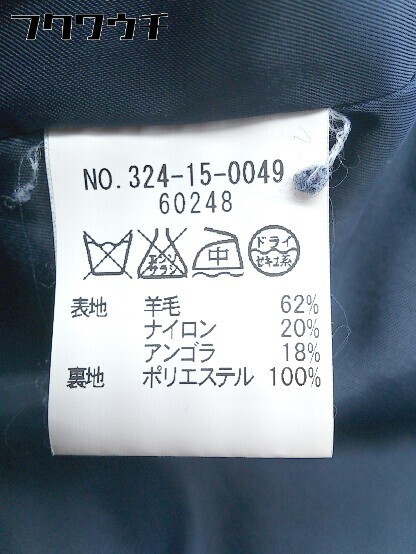 フクワウチ
NO.324-15-0049
60248
エンソサラシ 中 ドライ セキユ系
表地 羊毛 62%
ナイロン 20%
アンゴラ 18%
裏地 ポリエステル 100%